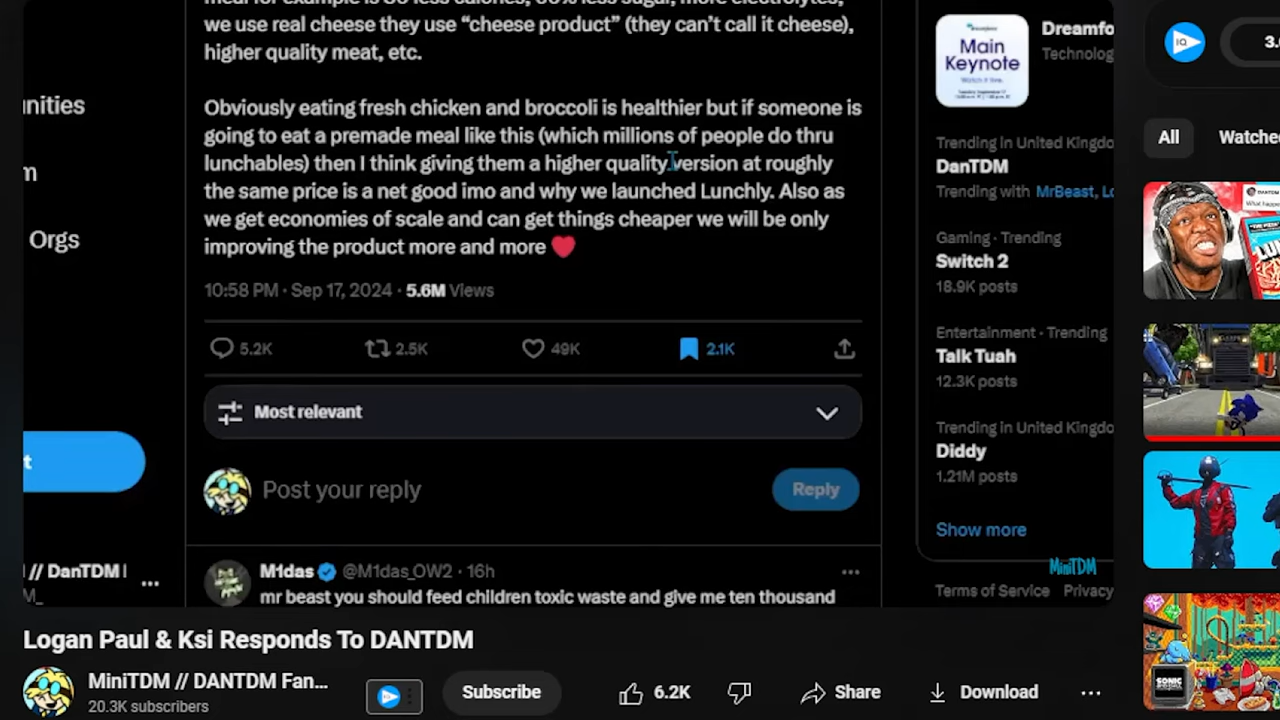 meal for example is 30 less calories, 60% less sugar, more electrolytes,
we use real cheese they use “cheese product” (they can’t call it cheese),
higher quality meat, etc.
Obviously eating fresh chicken and broccoli is healthier but if someone is
going to eat a premade meal like this (which millions of people do thru
lunchables) then I think giving them a higher quality version at roughly
the same price is a net good imo and why we launched Lunchly. Also as
we get economies of scale and can get things cheaper we will be only
improving the product more and more ❤️
10:58 PM · Sep 17, 2024 · 5.6M Views
5.2K
2.5K
49K
2.1K
Most relevant
Post your reply
Reply
M1das @M1das_OW2 · 16h
mr beast you should feed children toxic waste and give me ten thousand
unities
m
Orgs
t
// DanTDM |
M_
Main
Keynote
Dreamfo
Technolog
Trending in United Kingdo
DanTDM
Trending with MrBeast, Lo
Gaming · Trending
Switch 2
18.9K posts
Entertainment · Trending
Talk Tuah
12.3K posts
Trending in United Kingdo
Diddy
1.21M posts
Show more
MiniTDM
Terms of Service Privacy
IQ
3.
All
Watched
Logan Paul & Ksi Responds To DANTDM
MiniTDM // DANTDM Fan...
20.3K subscribers
Subscribe
6.2K
Share
Download